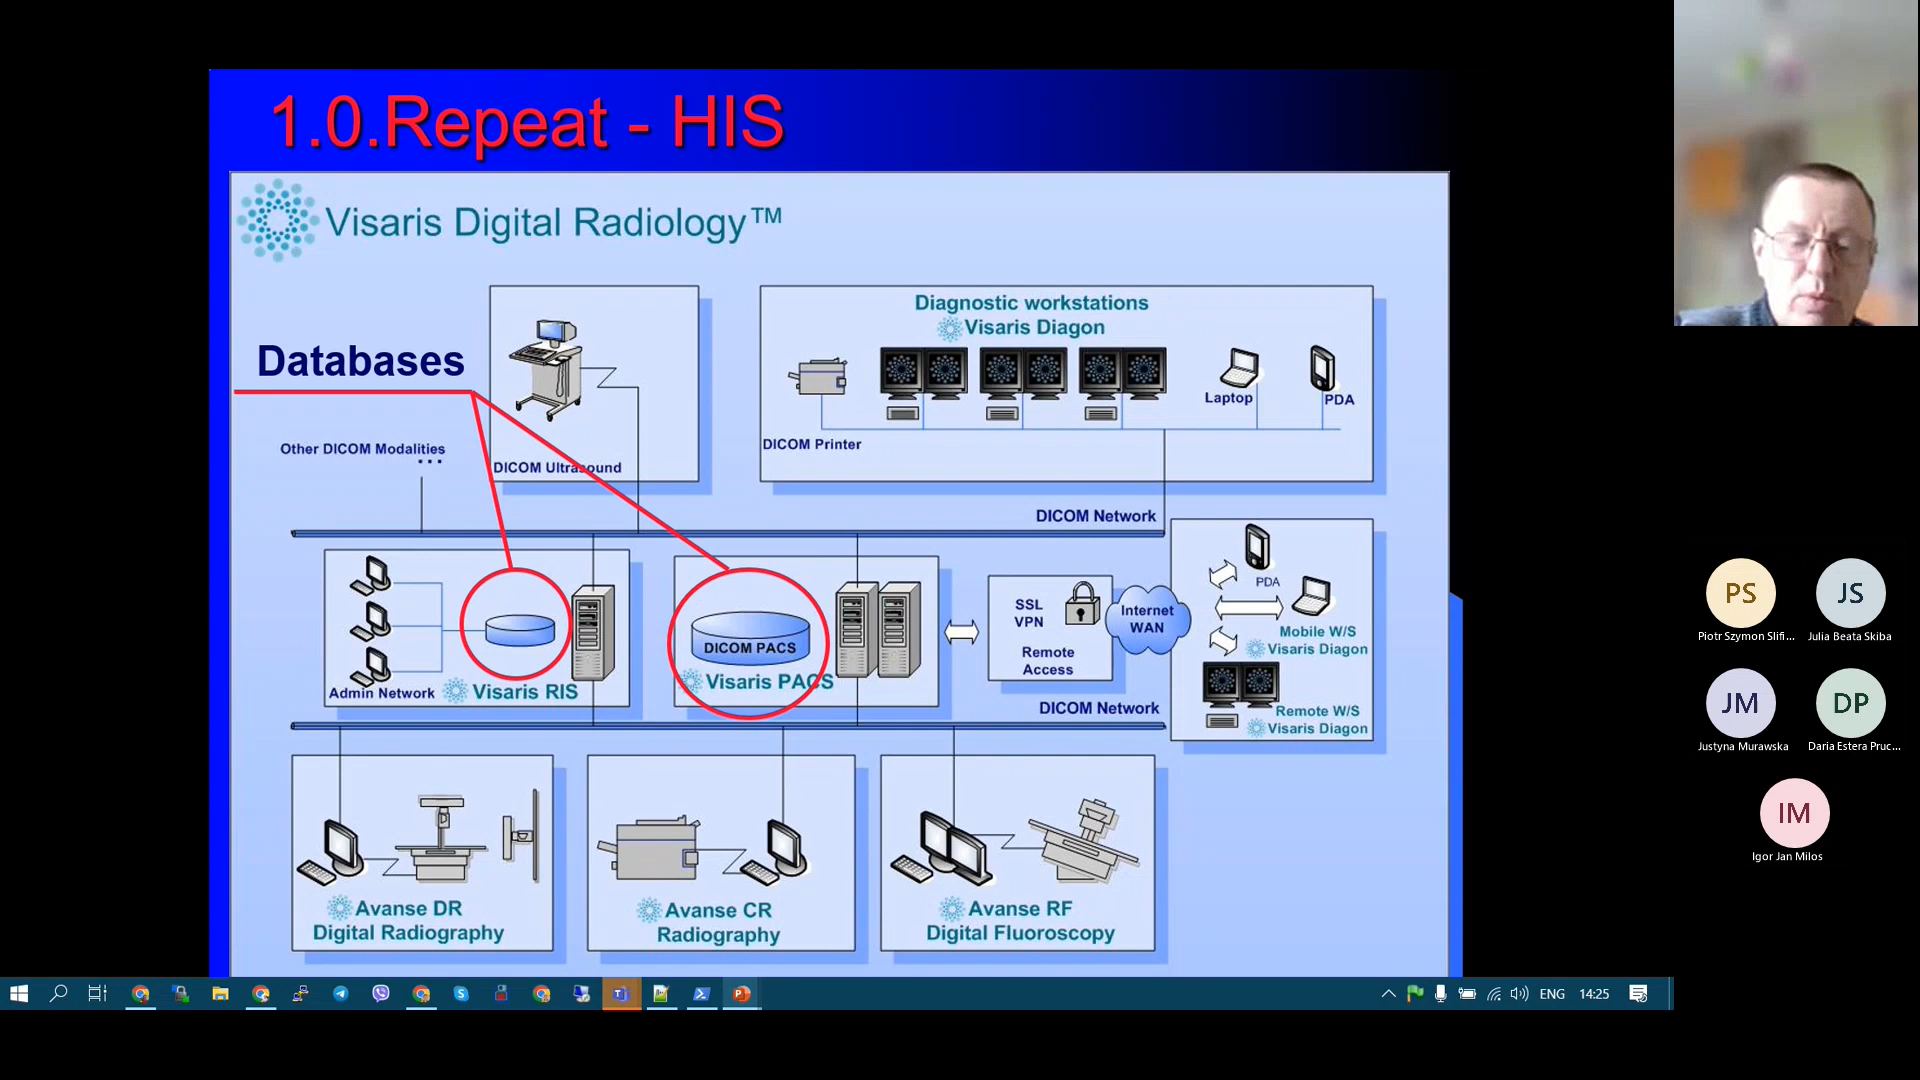 1.0.Repeat - HIS
Visaris Digital Radiology™
Databases
Other DICOM Modalities
...
DICOM Ultrasound
Diagnostic workstations
Visaris Diagon
DICOM Printer
Laptop
PDA
DICOM Network
Admin Network
Visaris RIS
DICOM PACS
Visaris PACS
SSL
VPN
Remote
Access
Internet
WAN
PDA
Mobile W/S
Visaris Diagon
Remote W/S
Visaris Diagon
DICOM Network
Avanse DR
Digital Radiography
Avanse CR
Radiography
Avanse RF
Digital Fluoroscopy
PS
Piotr Szymon Slifi...
JS
Julia Beata Skiba
JM
Justyna Murawska
DP
Daria Estera Pruc...
IM
Igor Jan Milos
ENG
14:25